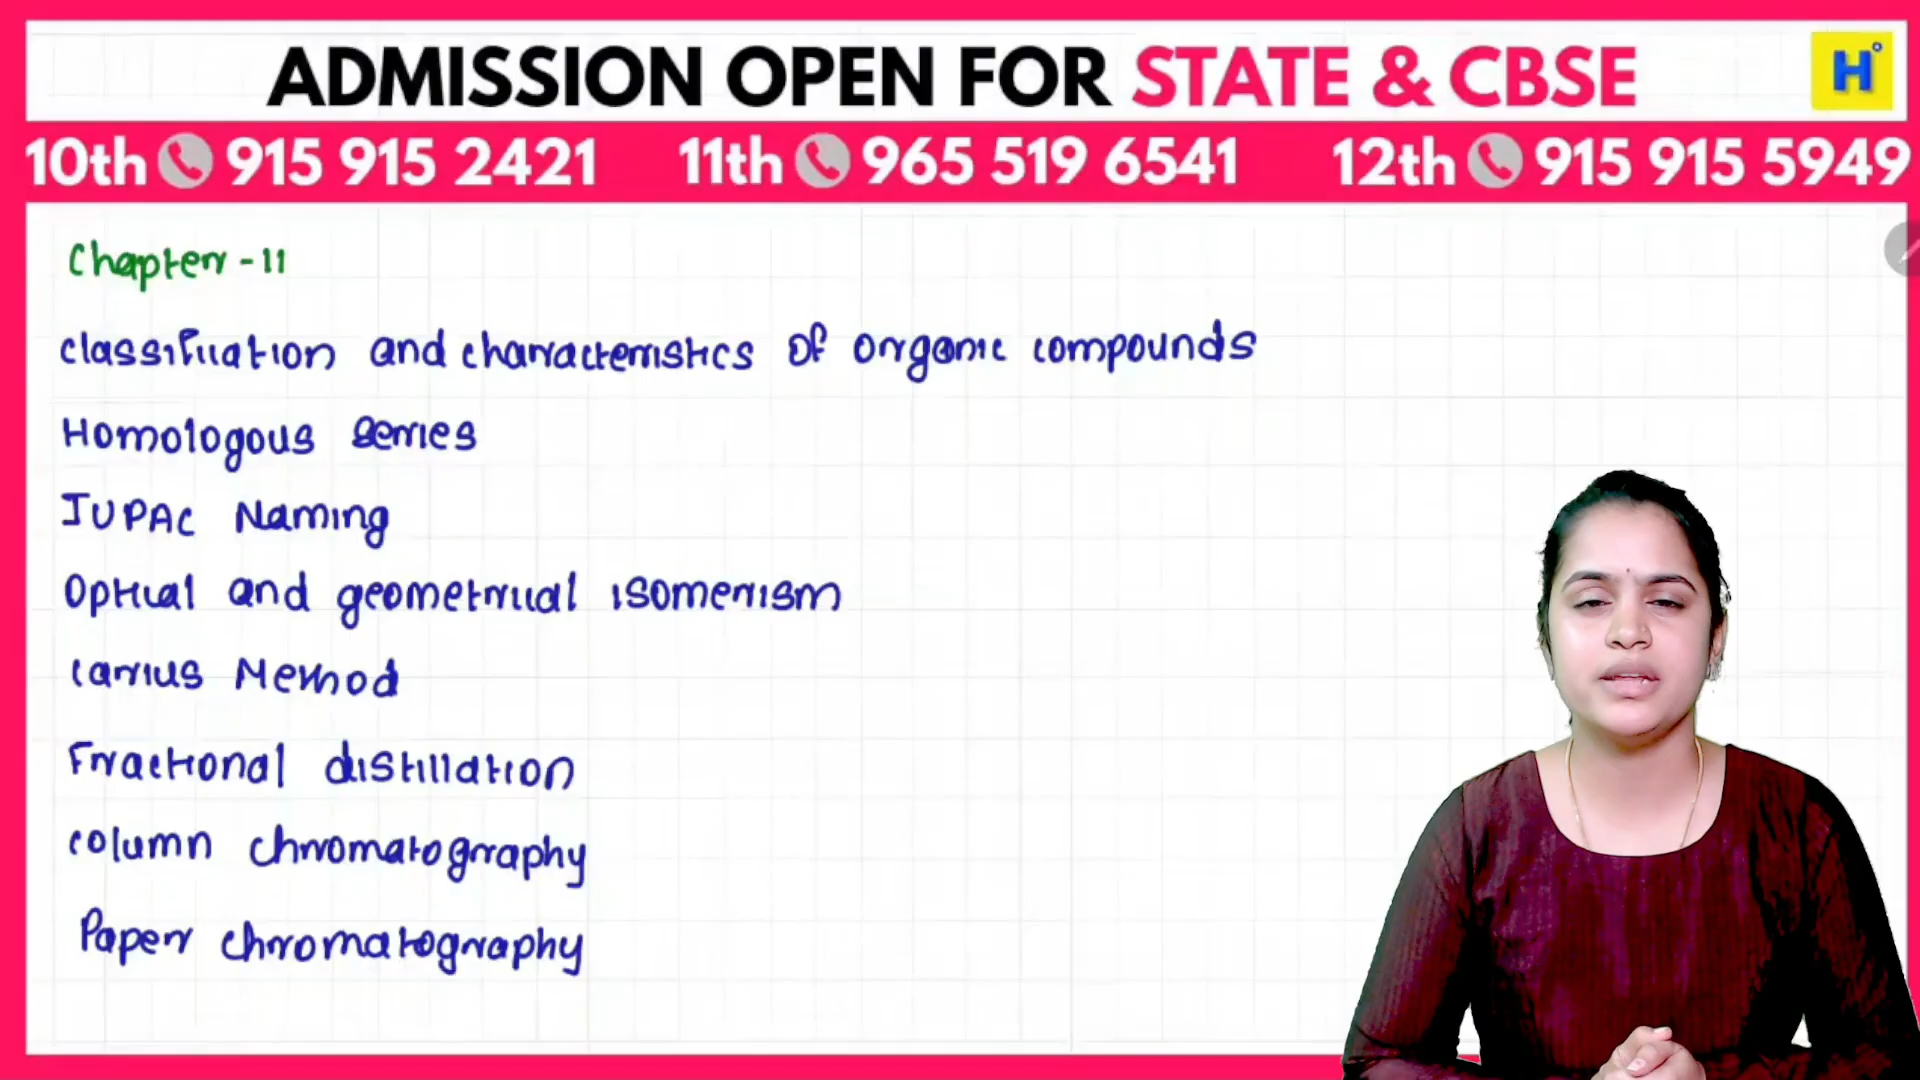 ADMISSION OPEN FOR STATE & CBSE
H°
10th 915 915 2421 11th 965 519 6541 12th 915 915 5949
Chapter - 11
classification and characteristics of organic compounds
Homologous series
IUPAC Naming
Optical and geometrical isomerism
Carius Method
Fractional distillation
column chromatography
Paper chromatography